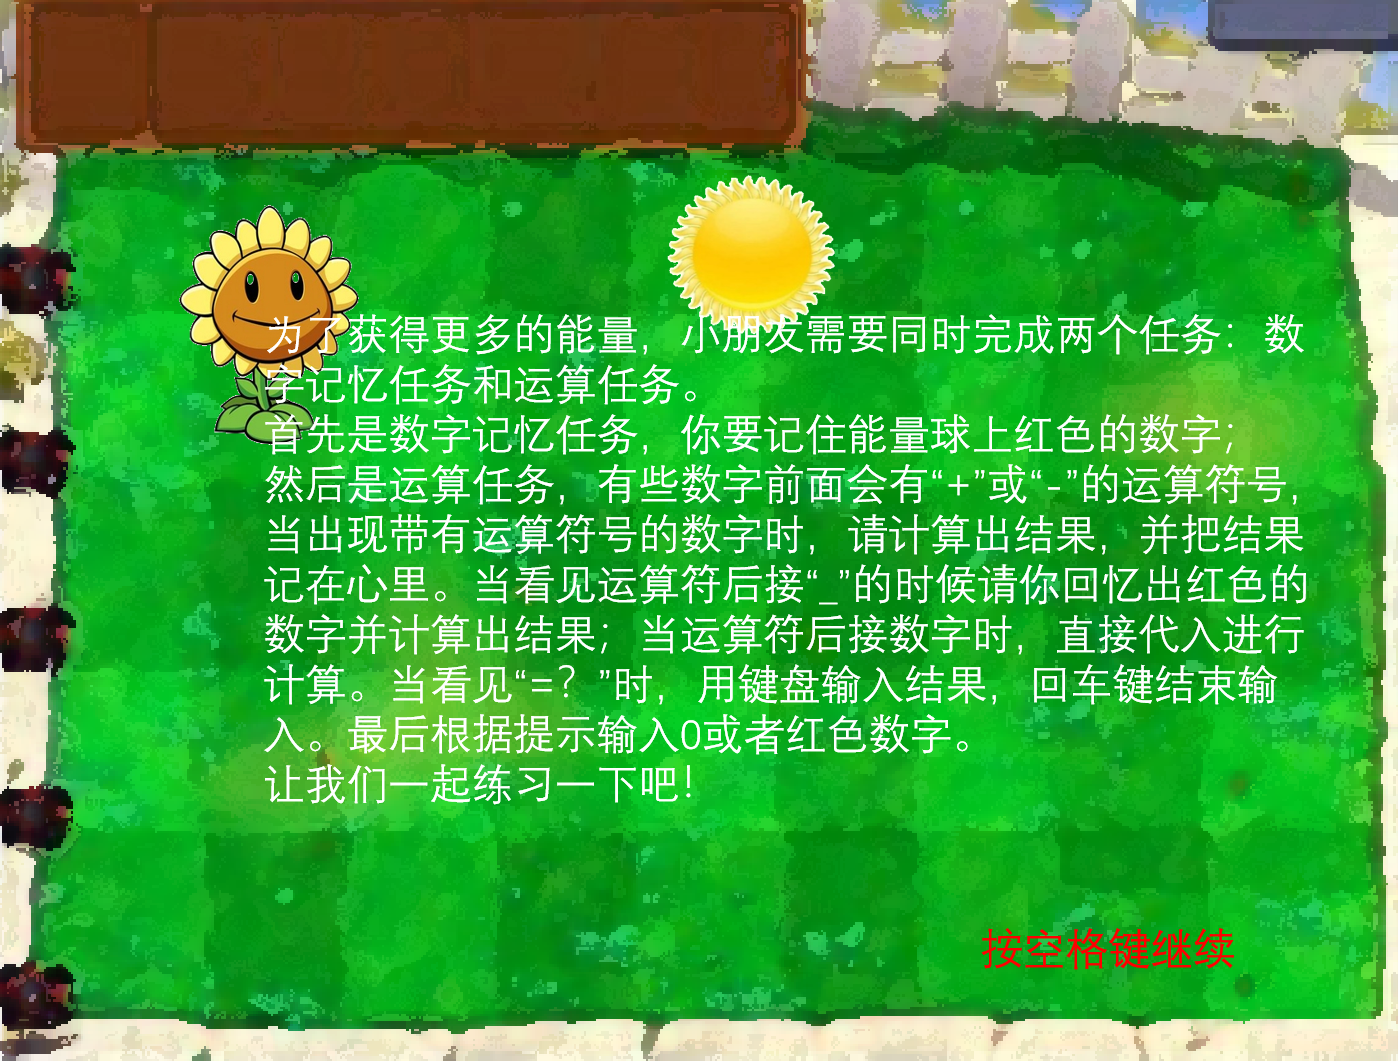 为了获得更多的能量，小朋友需要同时完成两个任务：数
字记忆任务和运算任务。
首先是数字记忆任务，你要记住能量球上红色的数字；
然后是运算任务，有些数字前面会有“+”或“-”的运算符号，
当出现带有运算符号的数字时，请计算出结果，并把结果
记在心里。当看见运算符后接“_”的时候请你回忆出红色的
数字并计算出结果；当运算符后接数字时，直接代入进行
计算。当看见“=？”时，用键盘输入结果，回车键结束输
入。最后根据提示输入0或者红色数字。
让我们一起练习一下吧！
按空格键继续